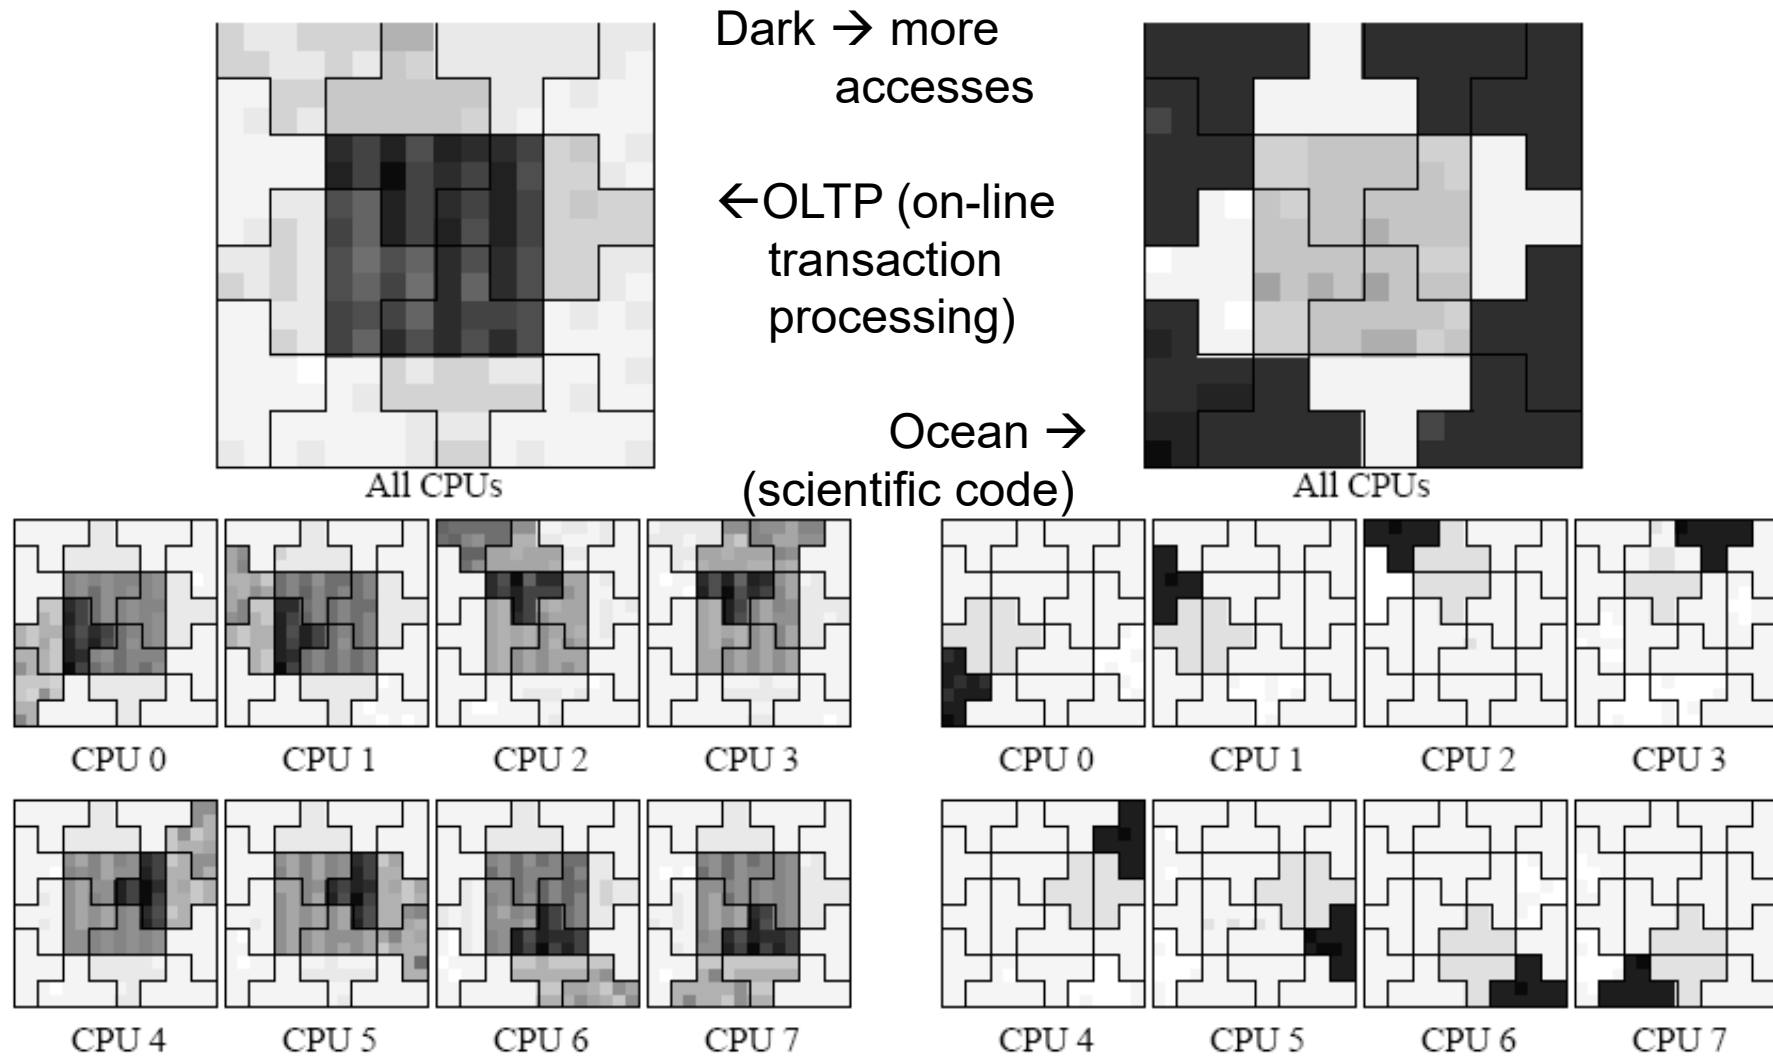 Dark → more
accesses
←OLTP (on-line
transaction
processing)
Ocean →
(scientific code)
All CPUs
All CPUs
CPU 0
CPU 1
CPU 2
CPU 3
CPU 0
CPU 1
CPU 2
CPU 3
CPU 4
CPU 5
CPU 6
CPU 7
CPU 4
CPU 5
CPU 6
CPU 7